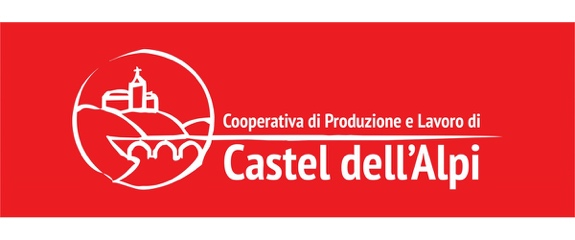 Cooperativa di Produzione e Lavoro di
Castel dell'Alpi